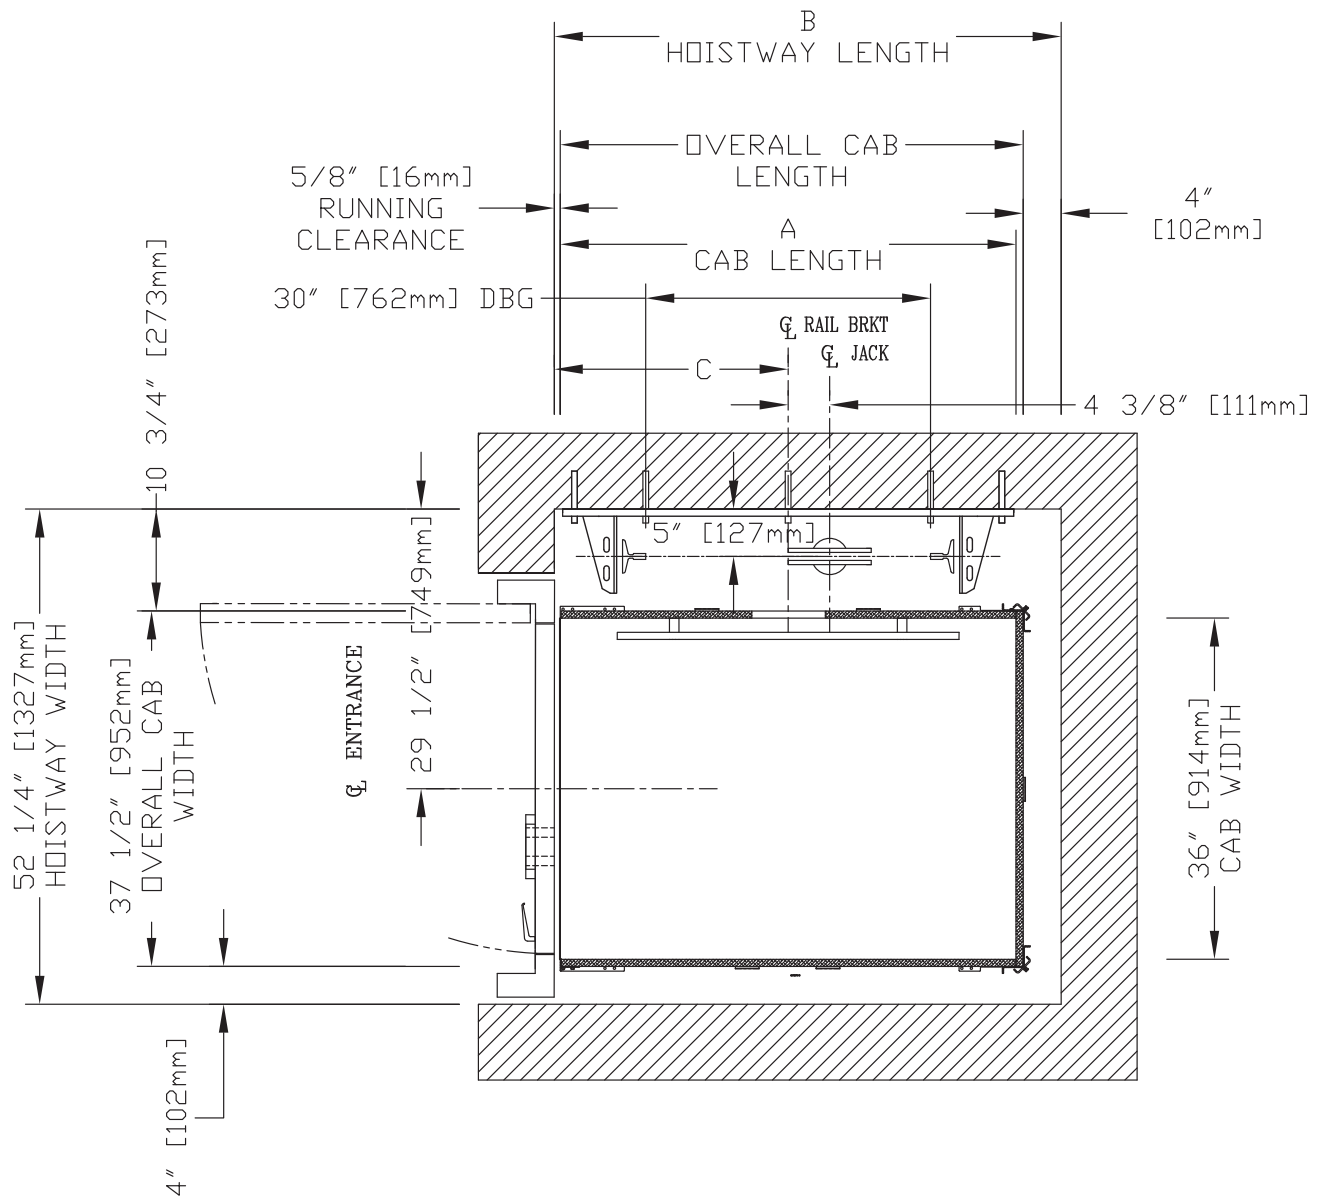 B
HOISTWAY LENGTH
OVERALL CAB
LENGTH
5/8" [16mm]
RUNNING
CLEARANCE
4"
[102mm]
A
CAB LENGTH
30" [762mm] DBG
℄ RAIL BRKT
℄ JACK
C
4 3/8" [111mm]
10 3/4" [273mm]
5" [127mm]
29 1/2" [749mm]
℄ ENTRANCE
52 1/4" [1327mm]
HOISTWAY WIDTH
37 1/2" [952mm]
OVERALL CAB
WIDTH
36" [914mm]
CAB WIDTH
4" [102mm]